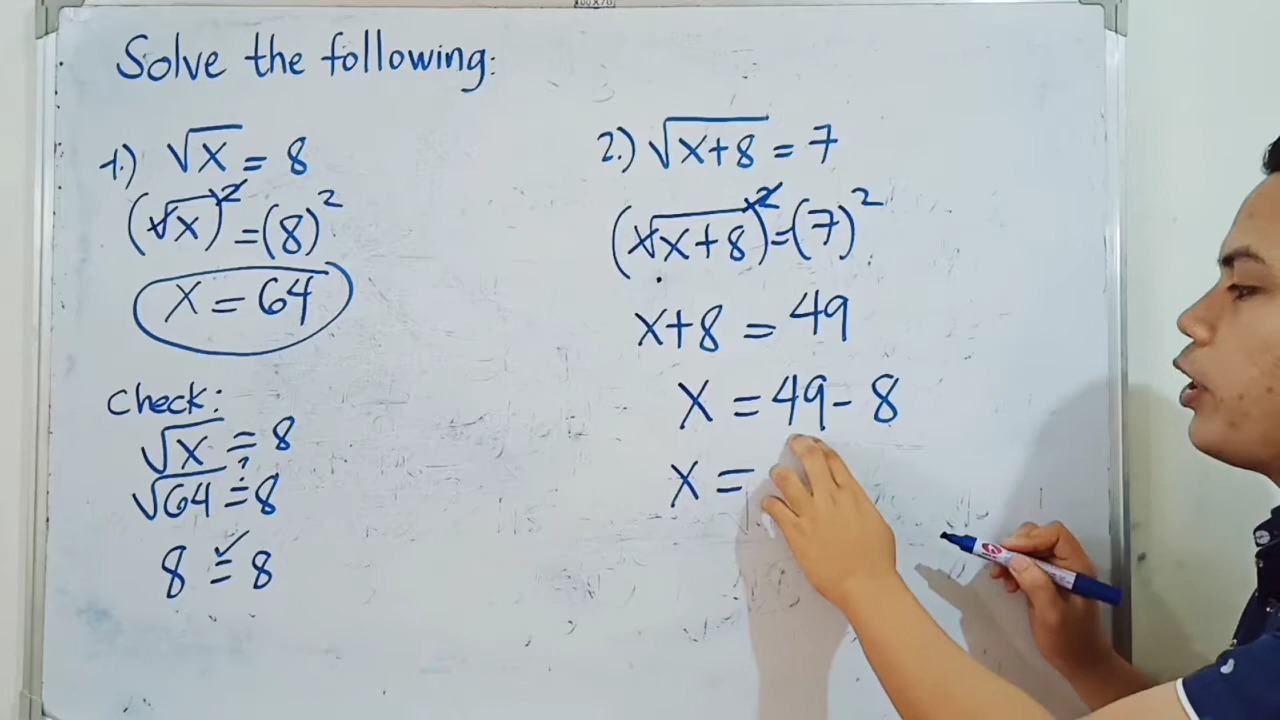 Solve the following:
1.) √x = 8
(√x)² = (8)²
x = 64
Check:
√x = 8
√64 ≟ 8
8 = 8 ✓
2.) √(x+8) = 7
(√(x+8))² = (7)²
x+8 = 49
x = 49 - 8
x =